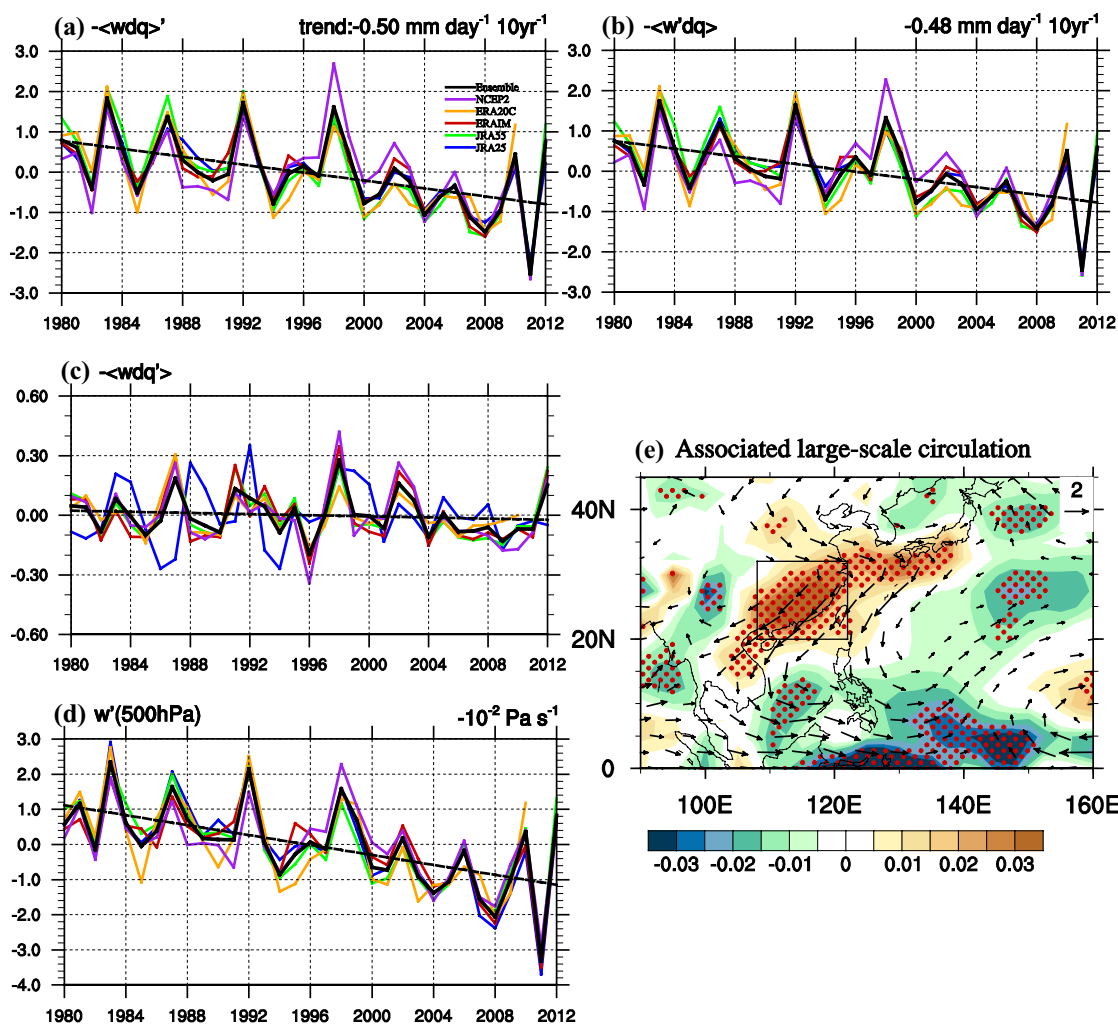 (a) -<wdq>' trend:-0.50 mm day-1 10yr-1
3.0
2.0
1.0
0.0
-1.0
-2.0
-3.0
1980 1984 1988 1992 1996 2000 2004 2008 2012
Ensemble
NCEP2
ERA20C
ERAIM
JRA55
JRA25
(b) -<w'dq> -0.48 mm day-1 10yr-1
3.0
2.0
1.0
0.0
-1.0
-2.0
-3.0
1980 1984 1988 1992 1996 2000 2004 2008 2012
(c) -<wdq'>
0.60
0.30
0.00
-0.30
-0.60
1980 1984 1988 1992 1996 2000 2004 2008 2012
(d) w'(500hPa) -10-2 Pa s-1
3.0
2.0
1.0
0.0
-1.0
-2.0
-3.0
-4.0
1980 1984 1988 1992 1996 2000 2004 2008 2012
(e) Associated large-scale circulation
2
40N
20N
0
100E 120E 140E 160E
-0.03 -0.02 -0.01 0 0.01 0.02 0.03